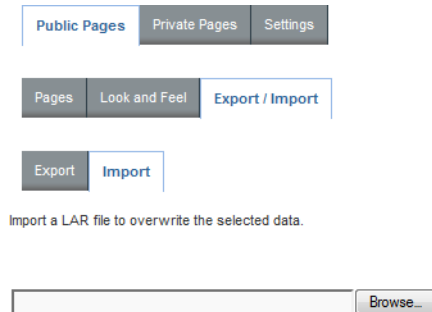 Public Pages Private Pages Settings
Pages Look and Feel Export / Import
Export Import
Import a LAR file to overwrite the selected data.
Browse...